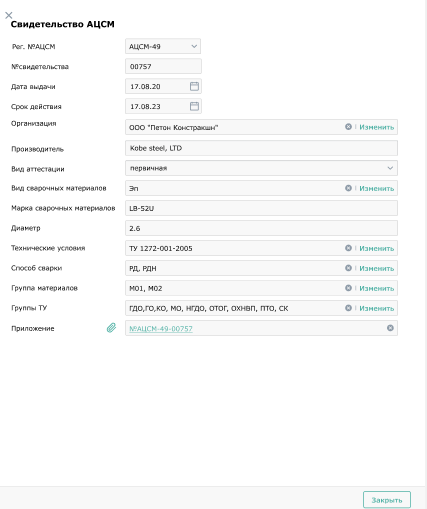 Свидетельство АЦСМ
Рег. №АЦСМ АЦСМ-49
№свидетельства 00757
Дата выдачи 17.08.20
Срок действия 17.08.23
Организация ООО "Петон Констракшн" Изменить
Производитель Kobe steel, LTD
Вид аттестации первичная
Вид сварочных материалов Эп Изменить
Марка сварочных материалов LB-52U
Диаметр 2.6
Технические условия ТУ 1272-001-2005 Изменить
Способ сварки РД, РДН Изменить
Группа материалов М01, М02 Изменить
Группы ТУ ГДО,ГО,КО, МО, НГДО, ОТОГ, ОХНВП, ПТО, СК Изменить
Приложение №АЦСМ-49-00757
Закрыть